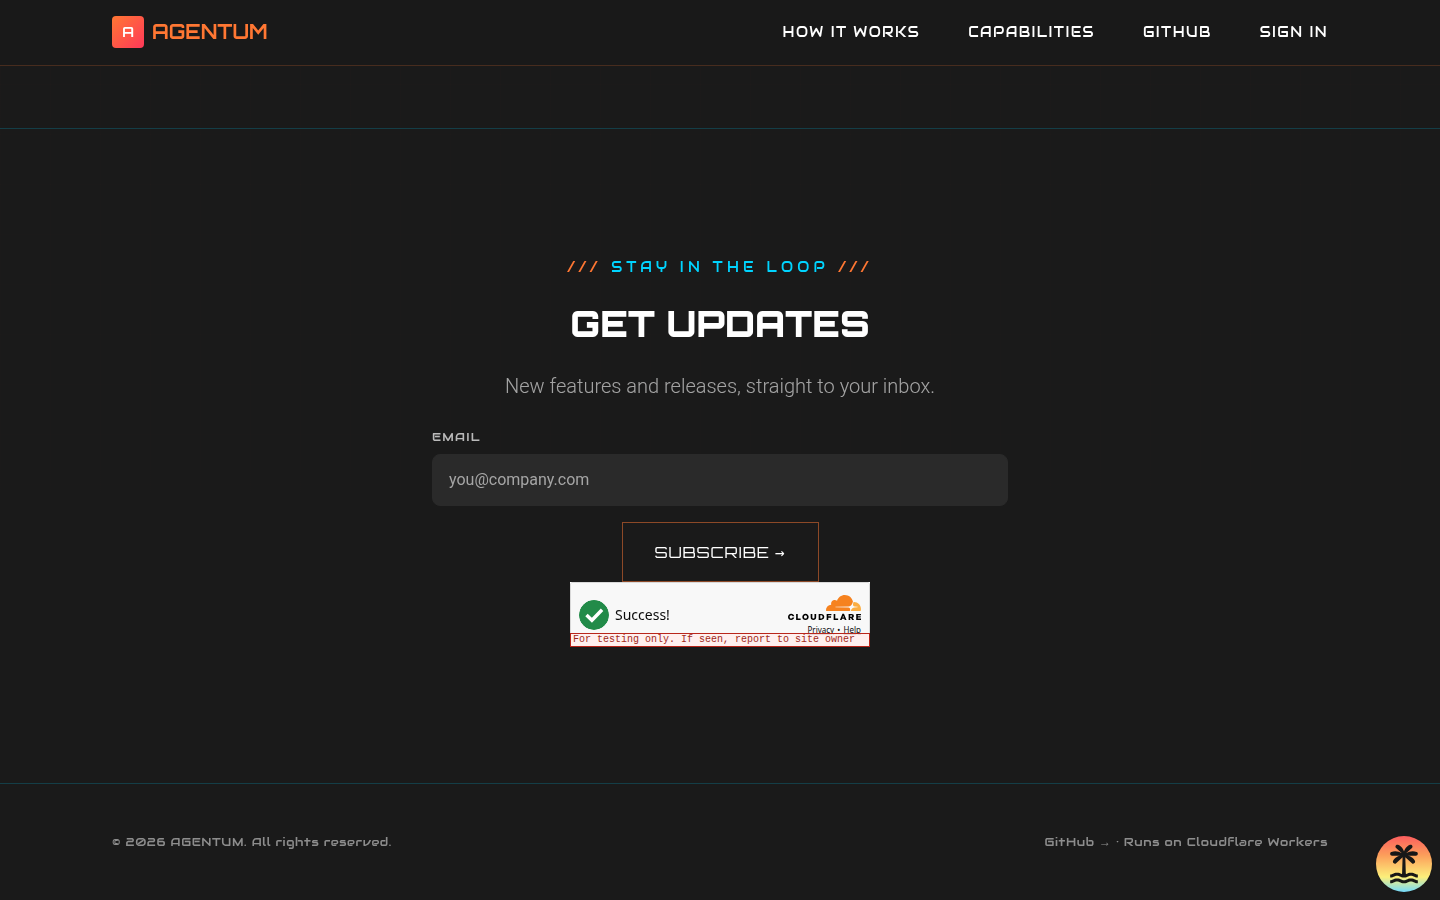 A AGENTUM
HOW IT WORKS CAPABILITIES GITHUB SIGN IN
/// STAY IN THE LOOP ///
GET UPDATES
New features and releases, straight to your inbox.
EMAIL
you@company.com
SUBSCRIBE →
Success!
CLOUDFLARE
Privacy • Help
For testing only. If seen, report to site owner
© 2026 AGENTUM. All rights reserved.
GitHub → · Runs on Cloudflare Workers